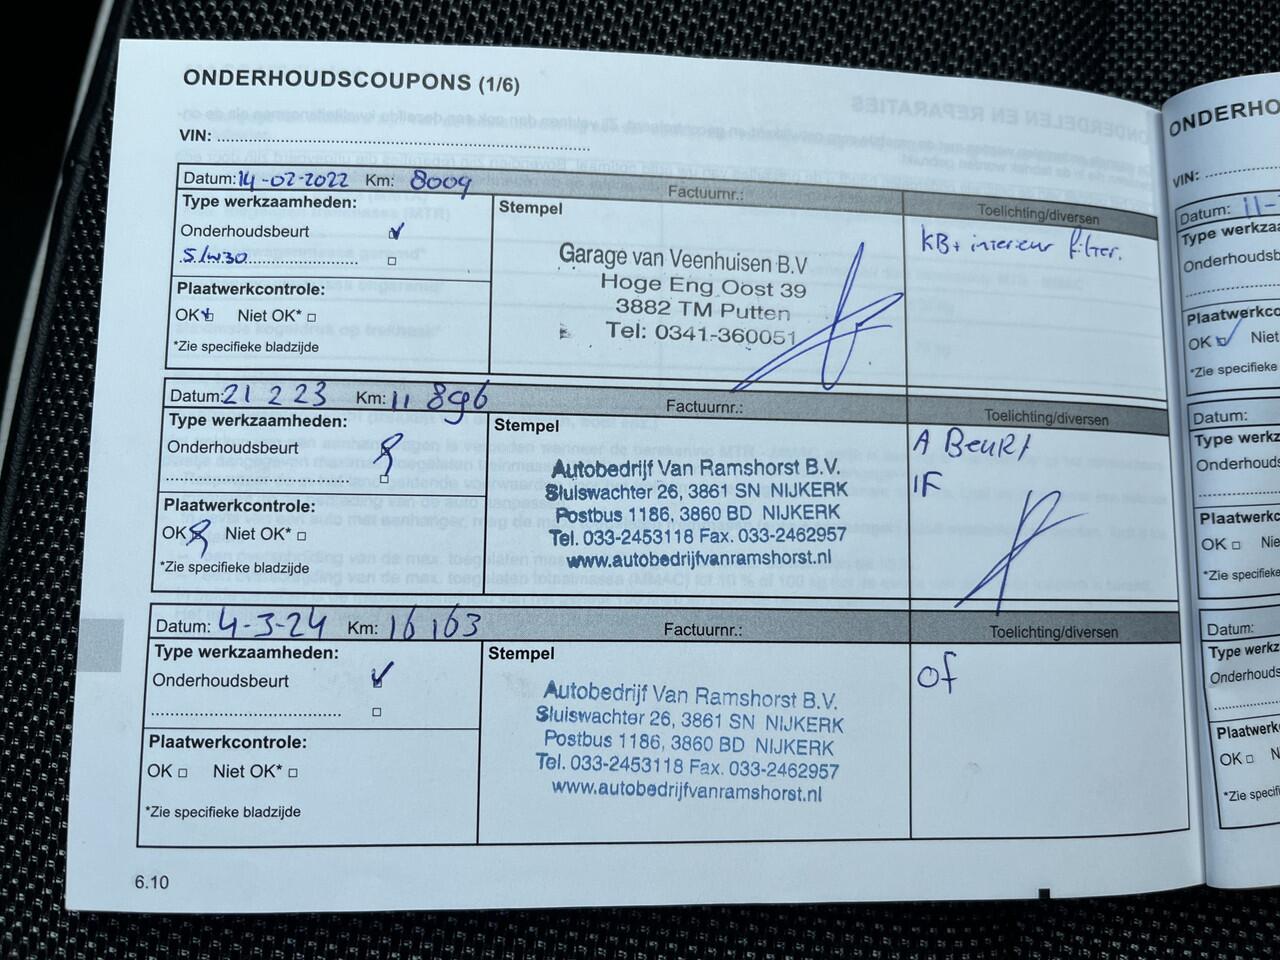 ONDERHOUDSCOUPONS (1/6)
VIN:
Datum: 14-02-2022 Km: 8009 Factuurnr.: Toelichting/diversen
Type werkzaamheden:
Stempel
Onderhoudsbeurt
5/w30
Plaatwerkcontrole:
OK Niet OK*
*Zie specifieke bladzijde
Garage van Veenhuisen B.V
Hoge Eng Oost 39
3882 TM Putten
Tel: 0341-360051
KB+ interieur filter.
Datum: 21 2 23 Km: 11 896 Factuurnr.: Toelichting/diversen
Type werkzaamheden:
Stempel
Onderhoudsbeurt
Plaatwerkcontrole:
OK Niet OK*
*Zie specifieke bladzijde
Autobedrijf Van Ramshorst B.V.
Sluiswachter 26, 3861 SN NIJKERK
Postbus 1186, 3860 BD NIJKERK
Tel. 033-2453118 Fax. 033-2462957
www.autobedrijfvanramshorst.nl
A Beurt
IF
Datum: 4-3-24 Km: 16 163 Factuurnr.: Toelichting/diversen
Type werkzaamheden:
Stempel
Onderhoudsbeurt
Plaatwerkcontrole:
OK Niet OK*
*Zie specifieke bladzijde
Autobedrijf Van Ramshorst B.V.
Sluiswachter 26, 3861 SN NIJKERK
Postbus 1186, 3860 BD NIJKERK
Tel. 033-2453118 Fax. 033-2462957
www.autobedrijfvanramshorst.nl
Of
6.10
ONDERHO
VIN:
Datum: 11-
Type werkza
Onderhoudsb
Plaatwerkco
OK Niet
*Zie specifieke
Datum:
Type werkz
Onderhouds
Plaatwerkc
OK Nie
*Zie specifieke
Datum:
Type werkz
Onderhouds
Plaatwerk
OK N
*Zie specifi